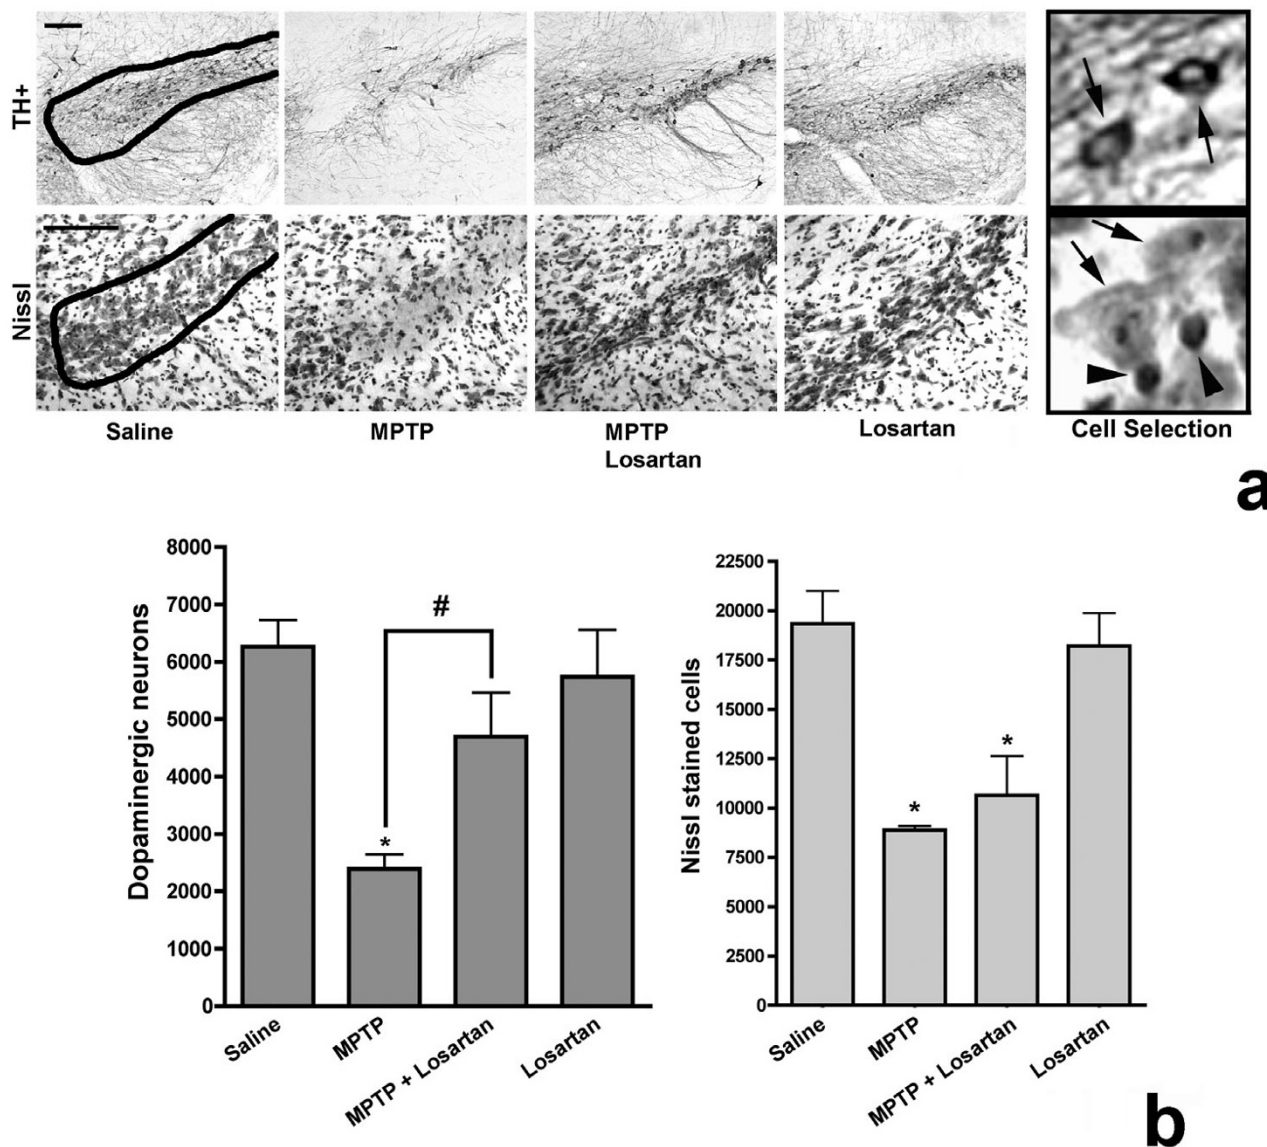 TH+
Nissl
Saline
MPTP
MPTP
Losartan
Losartan
Cell Selection
a
Dopaminergic neurons
8000
7000
6000
5000
4000
3000
2000
1000
0
#
*
Saline
MPTP
MPTP + Losartan
Losartan
Nissl stained cells
22500
20000
17500
15000
12500
10000
7500
5000
2500
0
*
*
Saline
MPTP
MPTP + Losartan
Losartan
b